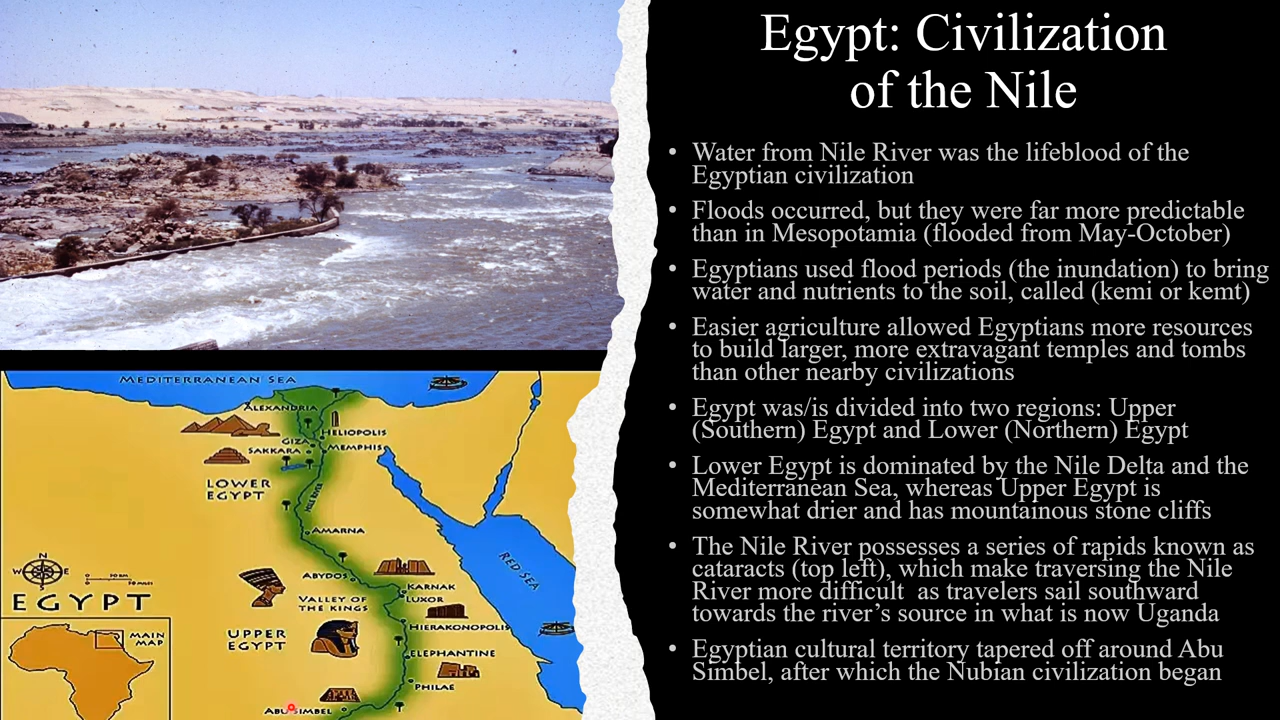 Egypt: Civilization
of the Nile
• Water from Nile River was the lifeblood of the
Egyptian civilization
• Floods occurred, but they were far more predictable
than in Mesopotamia (flooded from May-October)
• Egyptians used flood periods (the inundation) to bring
water and nutrients to the soil, called (kemi or kemt)
• Easier agriculture allowed Egyptians more resources
to build larger, more extravagant temples and tombs
than other nearby civilizations
• Egypt was/is divided into two regions: Upper
(Southern) Egypt and Lower (Northern) Egypt
• Lower Egypt is dominated by the Nile Delta and the
Mediterranean Sea, whereas Upper Egypt is
somewhat drier and has mountainous stone cliffs
• The Nile River possesses a series of rapids known as
cataracts (top left), which make traversing the Nile
River more difficult as travelers sail southward
towards the river's source in what is now Uganda
• Egyptian cultural territory tapered off around Abu
Simbel, after which the Nubian civilization began
MEDITERRANEAN SEA
ALEXANDRIA
HELIOPOLIS
GIZA
SAKKARA
MEMPHIS
LOWER
EGYPT
NILE RIVER
AMARNA
RED SEA
N
W E
S
EGYPT
ABYDOS
KARNAK
VALLEY OF
THE KINGS
LUXOR
HIERAKONOPOLIS
MAIN
MAP
UPPER
EGYPT
ELEPHANTINE
PHILAE
ABU SIMBEL